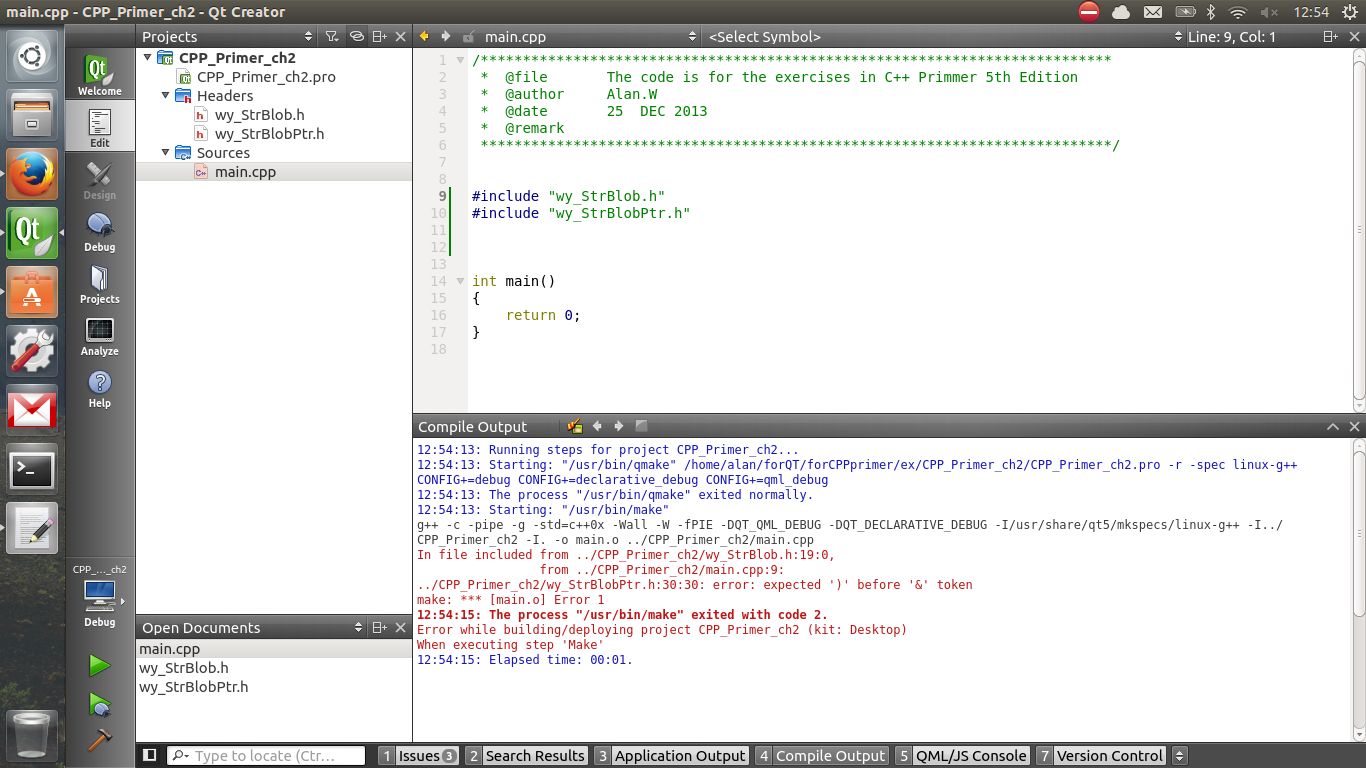 main.cpp - CPP_Primer_ch2 - Qt Creator
12:54
Welcome
Edit
Design
Debug
Projects
Analyze
Help
CPP_..._ch2
Debug
Projects
CPP_Primer_ch2
CPP_Primer_ch2.pro
Headers
wy_StrBlob.h
wy_StrBlobPtr.h
Sources
main.cpp
Open Documents
main.cpp
wy_StrBlob.h
wy_StrBlobPtr.h
main.cpp <Select Symbol> Line: 9, Col: 1
1 /***************************************************************************
2 * @file The code is for the exercises in C++ Primmer 5th Edition
3 * @author Alan.W
4 * @date 25 DEC 2013
5 * @remark
6 ***************************************************************************/
7
8
9 #include "wy_StrBlob.h"
10 #include "wy_StrBlobPtr.h"
11
12
13
14 int main()
15 {
16 return 0;
17 }
18
Compile Output
12:54:13: Running steps for project CPP_Primer_ch2...
12:54:13: Starting: "/usr/bin/qmake" /home/alan/forQT/forCPPprimer/ex/CPP_Primer_ch2/CPP_Primer_ch2.pro -r -spec linux-g++
CONFIG+=debug CONFIG+=declarative_debug CONFIG+=qml_debug
12:54:13: The process "/usr/bin/qmake" exited normally.
12:54:13: Starting: "/usr/bin/make"
g++ -c -pipe -g -std=c++0x -Wall -W -fPIE -DQT_QML_DEBUG -DQT_DECLARATIVE_DEBUG -I/usr/share/qt5/mkspecs/linux-g++ -I../
CPP_Primer_ch2 -I. -o main.o ../CPP_Primer_ch2/main.cpp
In file included from ../CPP_Primer_ch2/wy_StrBlob.h:19:0,
from ../CPP_Primer_ch2/main.cpp:9:
../CPP_Primer_ch2/wy_StrBlobPtr.h:30:30: error: expected ')' before '&' token
make: *** [main.o] Error 1
12:54:15: The process "/usr/bin/make" exited with code 2.
Error while building/deploying project CPP_Primer_ch2 (kit: Desktop)
When executing step 'Make'
12:54:15: Elapsed time: 00:01.
Type to locate (Ctr... 1 Issues 3 2 Search Results 3 Application Output 4 Compile Output 5 QML/JS Console 7 Version Control